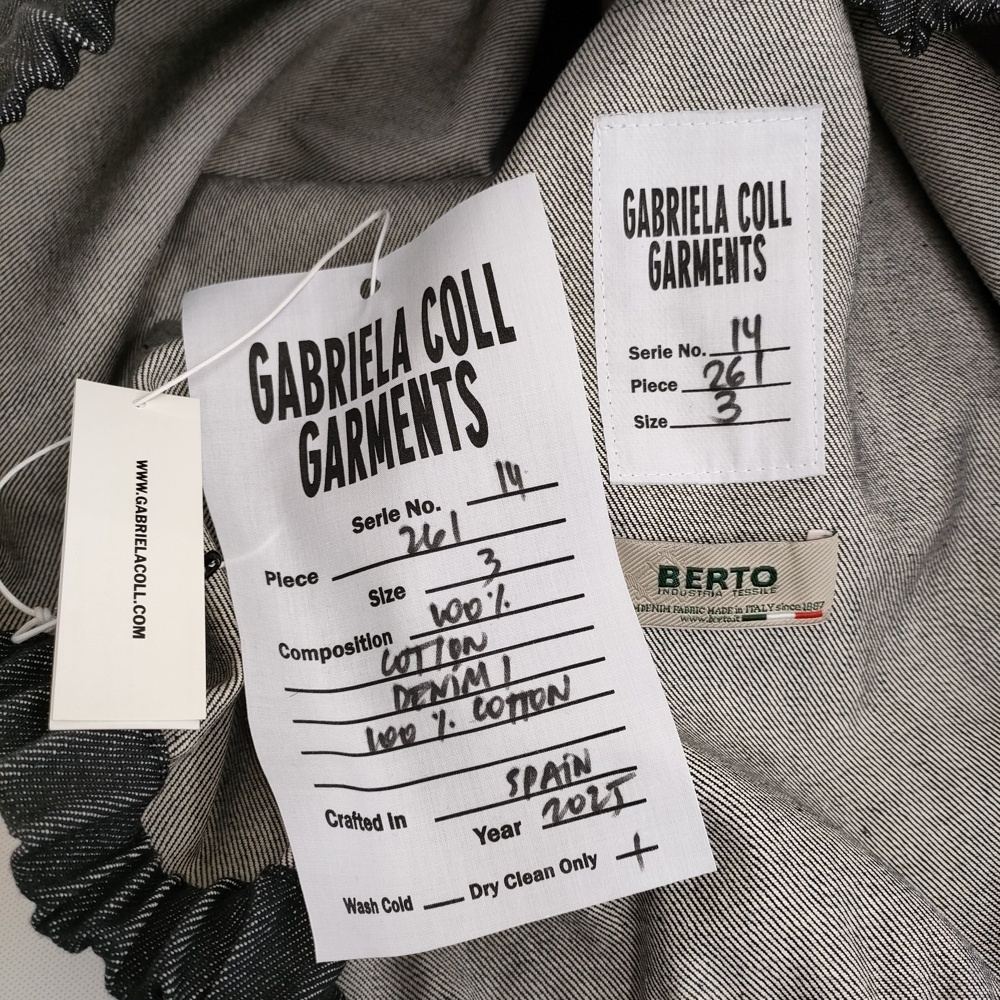 GABRIELA COLL
GARMENTS
Serie No. 14
Piece 261
Size 3
Composition 100%
COTTON
DENIM /
100% COTTON
Crafted In SPAIN
Year 2025
Wash Cold Dry Clean Only +
WWW.GABRIELACOLL.COM
GABRIELA COLL
GARMENTS
Serie No. 14
Piece 261
Size 3
BERTO
INDUSTRIA TESSILE
DENIM FABRIC MADE in ITALY since 1887
www.berto.it